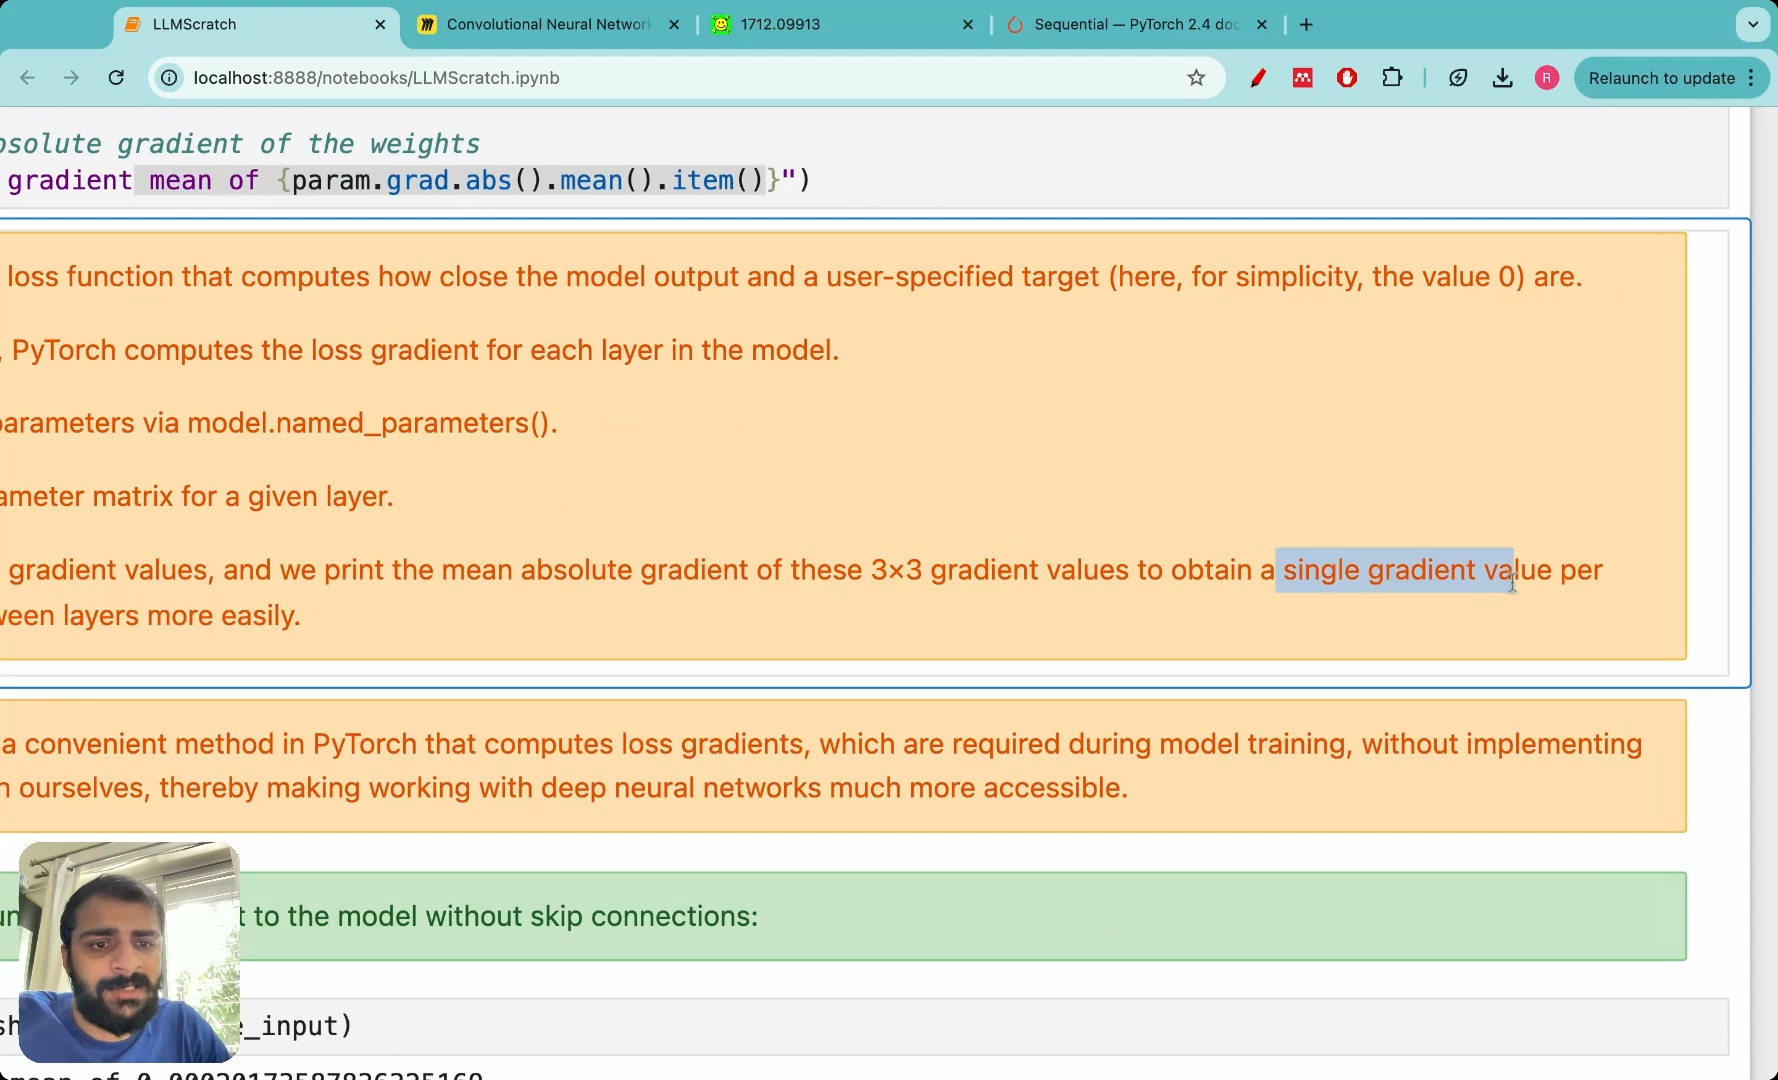 LLMScratch
Convolutional Neural Network
1712.09913
Sequential — PyTorch 2.4 doc
localhost:8888/notebooks/LLMScratch.ipynb
R
Relaunch to update
bsolute gradient of the weights
gradient mean of {param.grad.abs().mean().item()}")
loss function that computes how close the model output and a user-specified target (here, for simplicity, the value 0) are.
, PyTorch computes the loss gradient for each layer in the model.
parameters via model.named_parameters().
ameter matrix for a given layer.
gradient values, and we print the mean absolute gradient of these 3×3 gradient values to obtain a single gradient value per
ween layers more easily.
a convenient method in PyTorch that computes loss gradients, which are required during model training, without implementing
n ourselves, thereby making working with deep neural networks much more accessible.
t to the model without skip connections:
e_input)